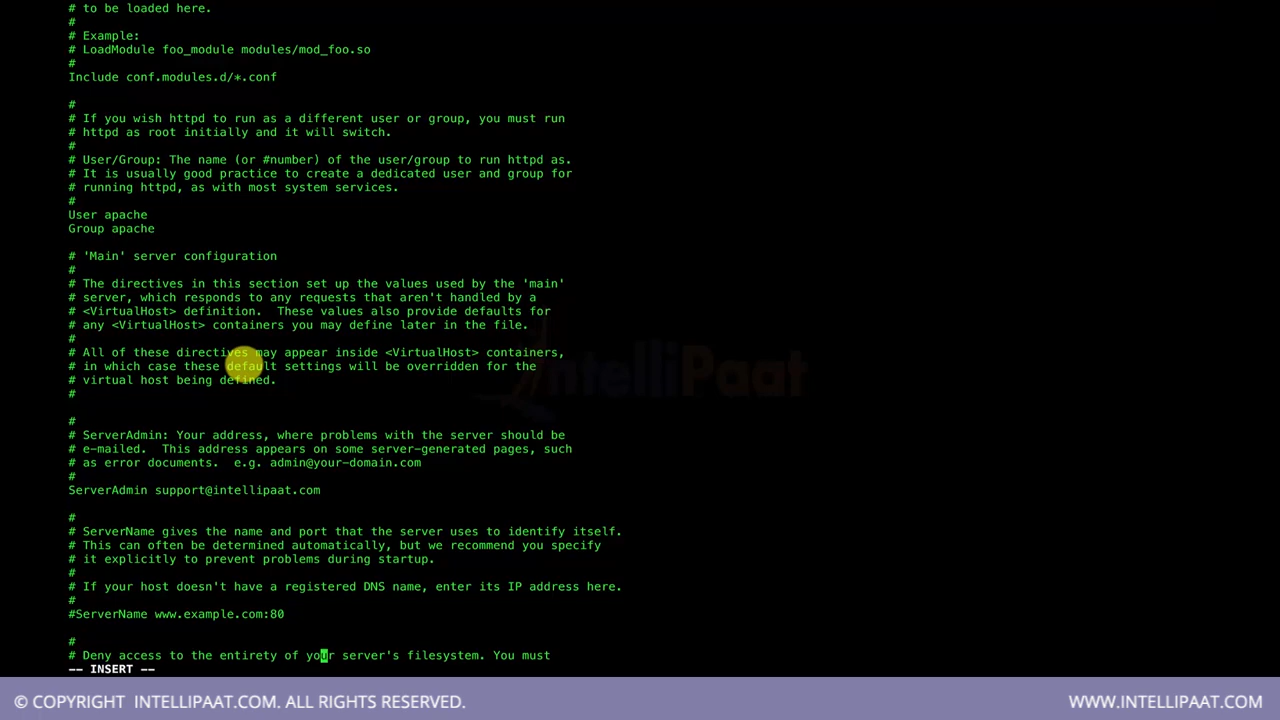 # to be loaded here.
#
# Example:
# LoadModule foo_module modules/mod_foo.so
#
Include conf.modules.d/*.conf
#
# If you wish httpd to run as a different user or group, you must run
# httpd as root initially and it will switch.
#
# User/Group: The name (or #number) of the user/group to run httpd as.
# It is usually good practice to create a dedicated user and group for
# running httpd, as with most system services.
#
User apache
Group apache
# 'Main' server configuration
#
# The directives in this section set up the values used by the 'main'
# server, which responds to any requests that aren't handled by a
# <VirtualHost> definition.  These values also provide defaults for
# any <VirtualHost> containers you may define later in the file.
#
# All of these directives may appear inside <VirtualHost> containers,
# in which case these default settings will be overridden for the
# virtual host being defined.
#
#
# ServerAdmin: Your address, where problems with the server should be
# e-mailed.  This address appears on some server-generated pages, such
# as error documents.  e.g. admin@your-domain.com
#
ServerAdmin support@intellipaat.com
#
# ServerName gives the name and port that the server uses to identify itself.
# This can often be determined automatically, but we recommend you specify
# it explicitly to prevent problems during startup.
#
# If your host doesn't have a registered DNS name, enter its IP address here.
#
#ServerName www.example.com:80
#
# Deny access to the entirety of your server's filesystem. You must
-- INSERT --
IntelliPaat
© COPYRIGHT INTELLIPAAT.COM. ALL RIGHTS RESERVED.
WWW.INTELLIPAAT.COM